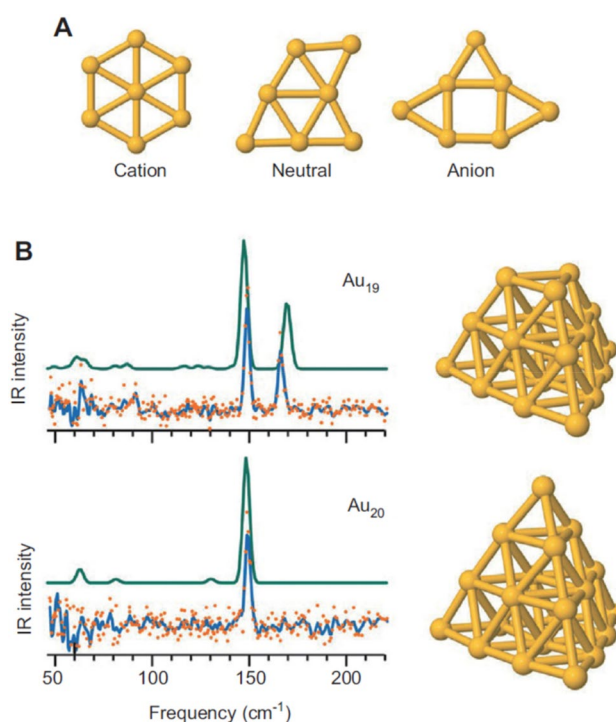 A
Cation
Neutral
Anion
B
Au19
IR intensity
Au20
IR intensity
50
100
150
200
Frequency (cm-1)